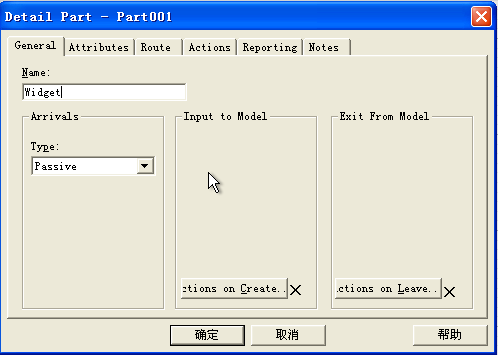 Detail Part - Part001
General Attributes Route Actions Reporting Notes
Name:
Widget
Arrivals Input to Model Exit From Model
Type:
Passive
ctions on Create.. ctions on Leave..
确定 取消 帮助